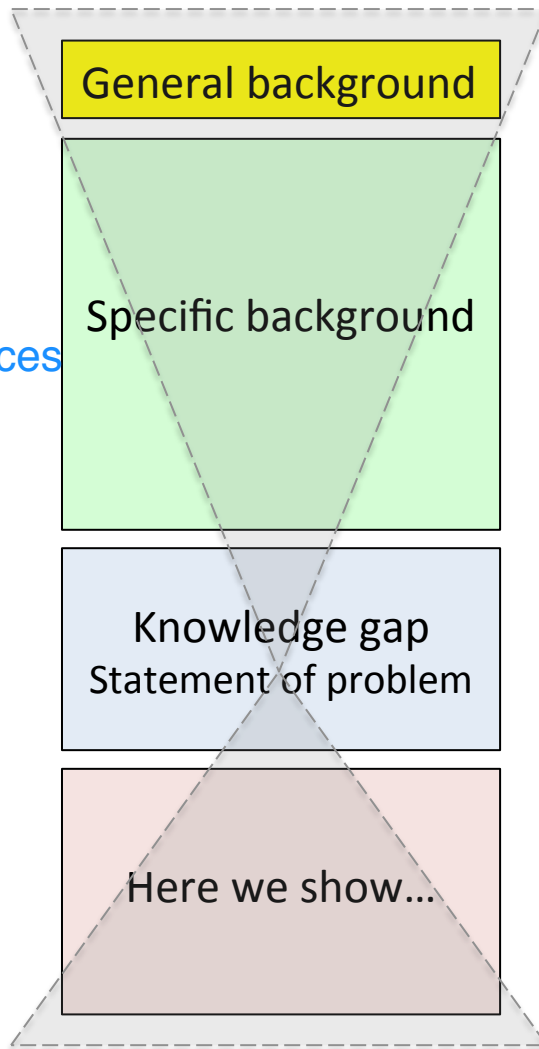 General background
Specific background
ces
Knowledge gap
Statement of problem
Here we show...